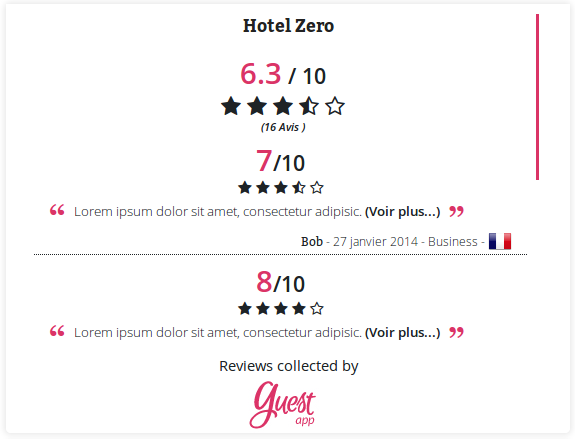 Hotel Zero
6.3 / 10
(16 Avis )
7/10
“ Lorem ipsum dolor sit amet, consectetur adipisic. (Voir plus...) ”
Bob - 27 janvier 2014 - Business -
8/10
“ Lorem ipsum dolor sit amet, consectetur adipisic. (Voir plus...) ”
Reviews collected by
guest
app